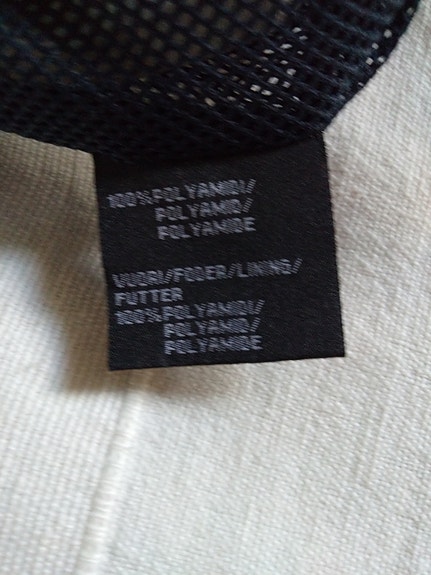 100%POLYAMIDI/
POLYAMID/
POLYAMIDE
VUORI/FODER/LINING/
FUTTER
100%POLYAMIDI/
POLYAMID/
POLYAMIDE